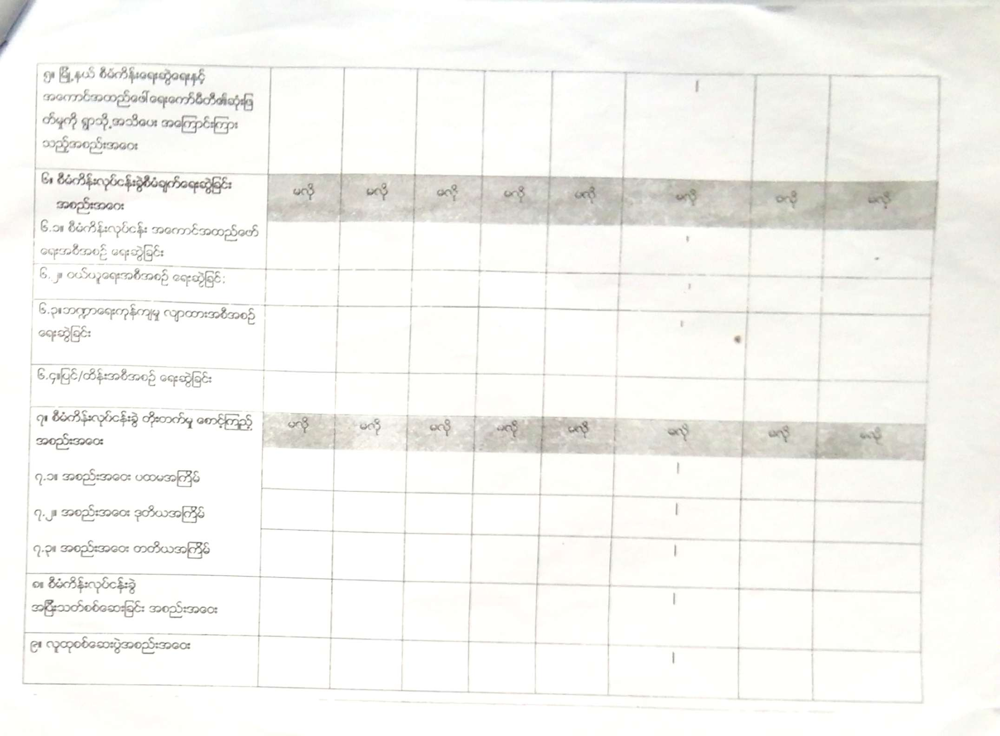 ၅။ မြို့နယ် စီမံကိန်းရေးဆွဲရေးနှင့်
အကောင်အထည်ဖေါ်ရေးကော်မီတီ၏ဆုံးဖြ
တ်မှုကို ရွာသို့အသိပေး အကြောင်းကြား
သည့်အစည်းအဝေး
၆။ စီမံကိန်းလုပ်ငန်းခွဲစီမံချက်ရေးဆွဲခြင်း
အစည်းအဝေး
မလို မလို မလို မလို မလို မလို မလို မလို
၆.၁။ စီမံကိန်းလုပ်ငန်း အကောင်အထည်ဖော်
ရေးအစီအစဉ် ရေးဆွဲခြင်း
၆.၂။ ဝယ်ယူရေးအစီအစဉ် ရေးဆွဲခြင်း
၆.၃။ဘဏ္ဍာရေးကုန်ကျမှု လျာထားအစီအစဉ်
ရေးဆွဲခြင်း
၆.၄။ပြင်/ထိန်းအစီအစဉ် ရေးဆွဲခြင်း
၇။ စီမံကိန်းလုပ်ငန်းခွဲ တိုးတက်မှု စောင့်ကြည့်
အစည်းအဝေး
မလို မလို မလို မလို မလို မလို မလို မလို
၇.၁။ အစည်းအဝေး ပထမအကြိမ်
၇.၂။ အစည်းအဝေး ဒုတိယအကြိမ်
၇.၃။ အစည်းအဝေး တတိယအကြိမ်
၈။ စီမံကိန်းလုပ်ငန်းခွဲ
အပြီးသတ်စစ်ဆေးခြင်း အစည်းအဝေး
၉။ လူထုစစ်ဆေးပွဲအစည်းအဝေး